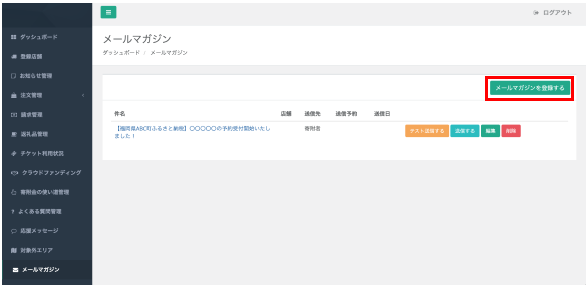 ログアウト
ダッシュボード
登録店舗
お知らせ管理
注文管理
請求管理
返礼品管理
チケット利用状況
クラウドファンディング
寄附金の使い道管理
? よくある質問管理
応援メッセージ
対象外エリア
メールマガジン
メールマガジン
ダッシュボード / メールマガジン
メールマガジンを登録する
件名 店舗 送信先 送信予約 送信日
【福岡県ABC町ふるさと納税】〇〇〇〇〇の予約受付開始いたし 寄附者 テスト送信する 送信する 編集 削除
ました!